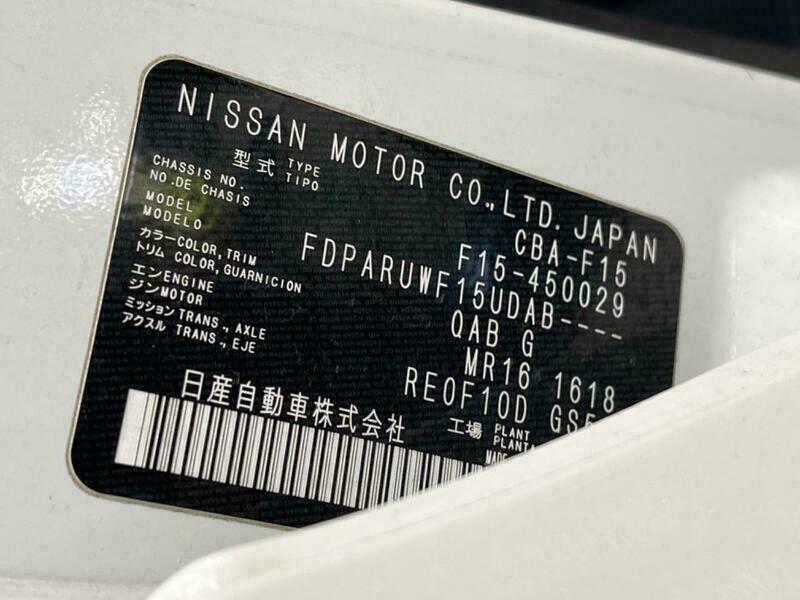 NISSAN MOTOR CO.,LTD. JAPAN
型式 TYPE TIPO CBA-F15
CHASSIS NO. NO.DE CHASIS F15-450029
MODEL MODELO FDPARUWF15UDAB----
カラー COLOR,TRIM トリム COLOR,GUARNICION QAB G
エンジン ENGINE MOTOR MR16 1618
ミッション TRANS., AXLE アクスル TRANS., EJE RE0F10D
日産自動車株式会社 工場 PLANT PLANTA